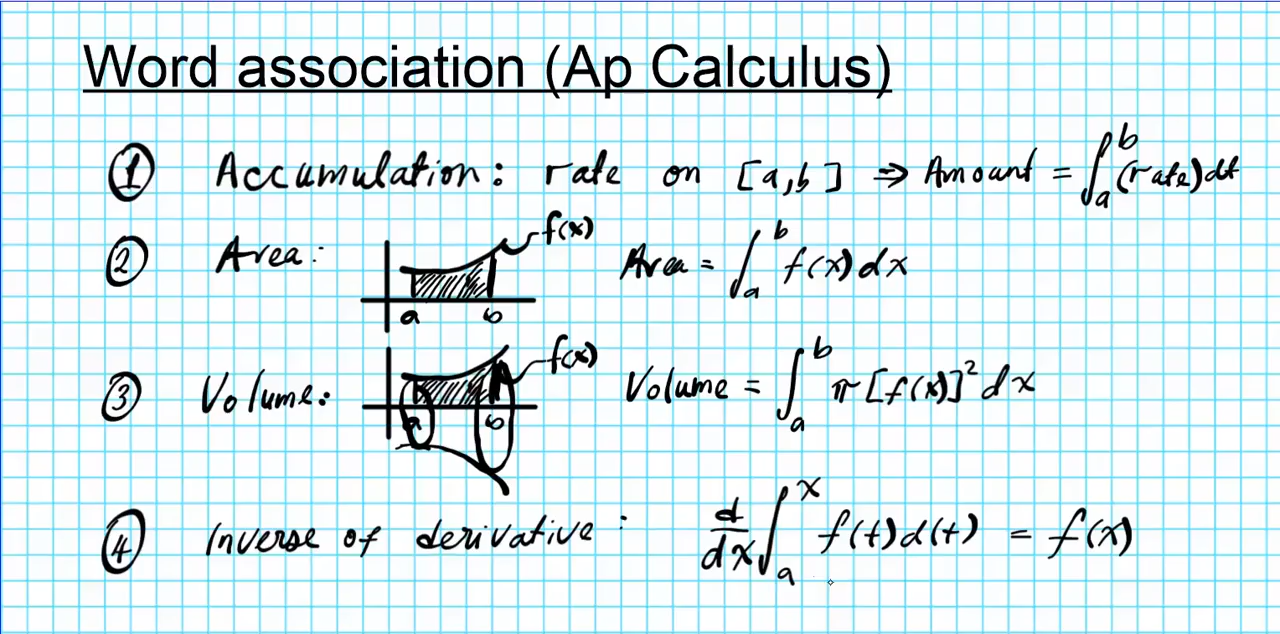 Word association (Ap Calculus)
① Accumulation: rate on [a,b] ⇒ Amount = ∫ₐᵇ (rate)dt
② Area: f(x) a b Area = ∫ₐᵇ f(x)dx
③ Volume: f(x) a b Volume = ∫ₐᵇ π[f(x)]² dx
④ Inverse of derivative: d/dx ∫ₐˣ f(t)d(t) = f(x)